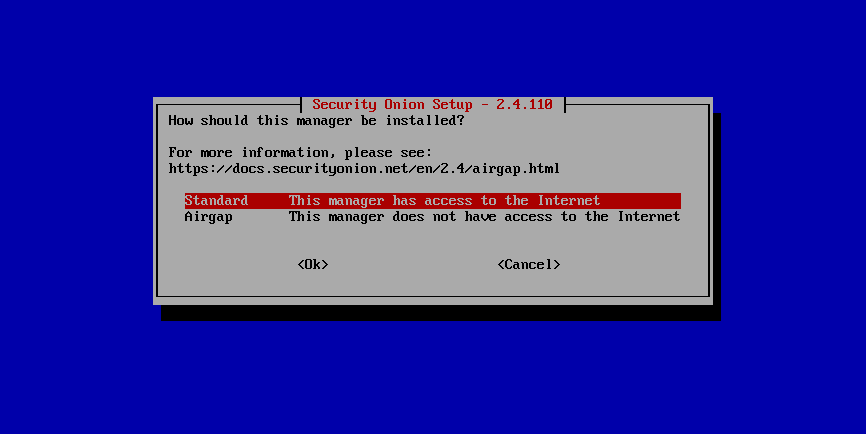 Security Onion Setup - 2.4.110
How should this manager be installed?
For more information, please see:
https://docs.securityonion.net/en/2.4/airgap.html
Standard This manager has access to the Internet
Airgap This manager does not have access to the Internet
<Ok> <Cancel>